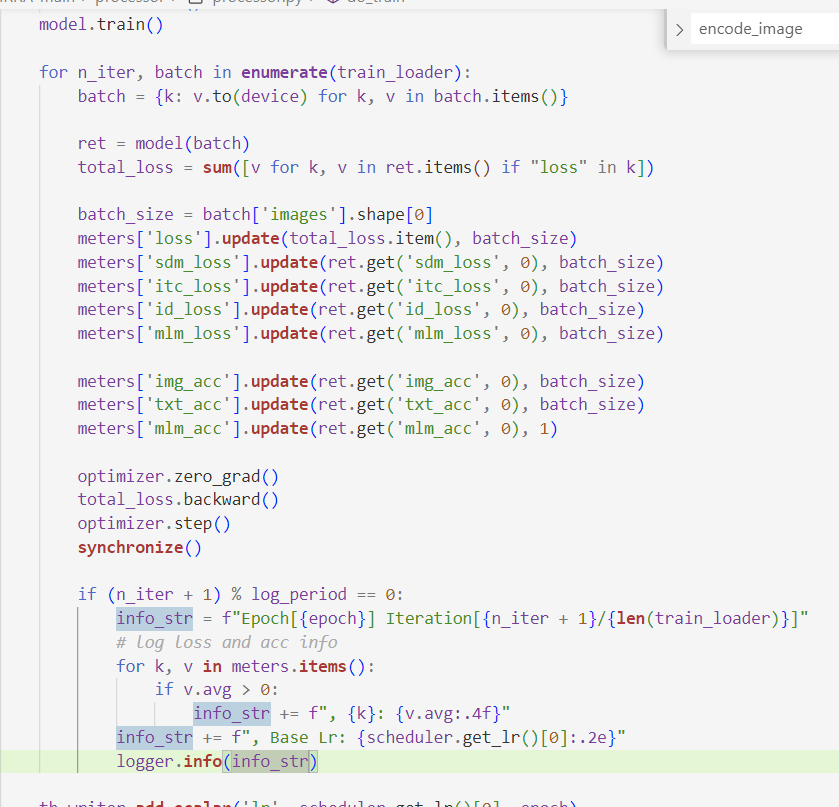 model.train()
encode_image
for n_iter, batch in enumerate(train_loader):
batch = {k: v.to(device) for k, v in batch.items()}
ret = model(batch)
total_loss = sum([v for k, v in ret.items() if "loss" in k])
batch_size = batch['images'].shape[0]
meters['loss'].update(total_loss.item(), batch_size)
meters['sdm_loss'].update(ret.get('sdm_loss', 0), batch_size)
meters['itc_loss'].update(ret.get('itc_loss', 0), batch_size)
meters['id_loss'].update(ret.get('id_loss', 0), batch_size)
meters['mlm_loss'].update(ret.get('mlm_loss', 0), batch_size)
meters['img_acc'].update(ret.get('img_acc', 0), batch_size)
meters['txt_acc'].update(ret.get('txt_acc', 0), batch_size)
meters['mlm_acc'].update(ret.get('mlm_acc', 0), 1)
optimizer.zero_grad()
total_loss.backward()
optimizer.step()
synchronize()
if (n_iter + 1) % log_period == 0:
info_str = f"Epoch[{epoch}] Iteration[{n_iter + 1}/{len(train_loader)}]"
# log loss and acc info
for k, v in meters.items():
if v.avg > 0:
info_str += f", {k}: {v.avg:.4f}"
info_str += f", Base Lr: {scheduler.get_lr()[0]:.2e}"
logger.info(info_str)
tb_writer.add_scalar('lr', scheduler.get_lr()[0], epoch)